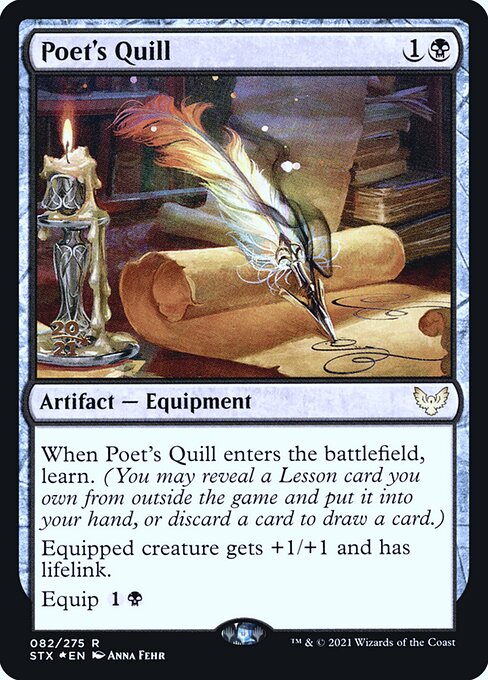 Poet's Quill 1
2021
Artifact — Equipment
When Poet's Quill enters the battlefield,
learn. (You may reveal a Lesson card you
own from outside the game and put it into
your hand, or discard a card to draw a card.)
Equipped creature gets +1/+1 and has
lifelink.
Equip 1
082/275 R
STX ★ EN Anna Fehr
™ & © 2021 Wizards of the Coast